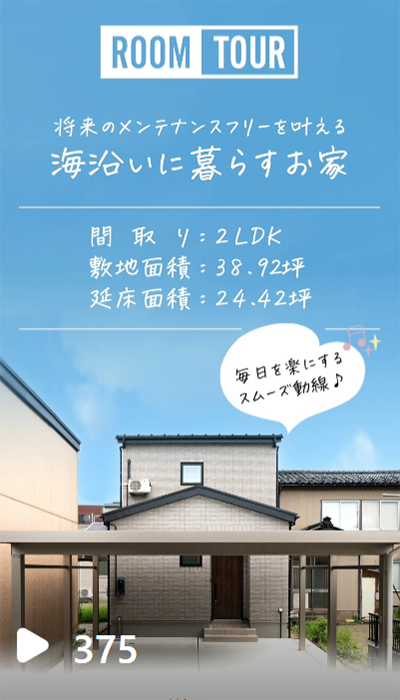 ROOM TOUR
将来のメンテナンスフリーを叶える
海沿いに暮らすお家
間取り:2LDK
敷地面積:38.92坪
延床面積:24.42坪
毎日を楽にする
スムーズ動線♪
375